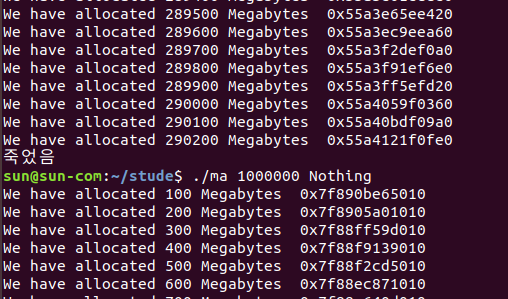 We have allocated 289500 Megabytes  0x55a3e65ee420
We have allocated 289600 Megabytes  0x55a3ec9eea60
We have allocated 289700 Megabytes  0x55a3f2def0a0
We have allocated 289800 Megabytes  0x55a3f91ef6e0
We have allocated 289900 Megabytes  0x55a3ff5efd20
We have allocated 290000 Megabytes  0x55a4059f0360
We have allocated 290100 Megabytes  0x55a40bdf09a0
We have allocated 290200 Megabytes  0x55a4121f0fe0
죽었음
sun@sun-com:~/stude$ ./ma 1000000 Nothing
We have allocated 100 Megabytes  0x7f890be65010
We have allocated 200 Megabytes  0x7f8905a01010
We have allocated 300 Megabytes  0x7f88ff59d010
We have allocated 400 Megabytes  0x7f88f9139010
We have allocated 500 Megabytes  0x7f88f2cd5010
We have allocated 600 Megabytes  0x7f88ec871010